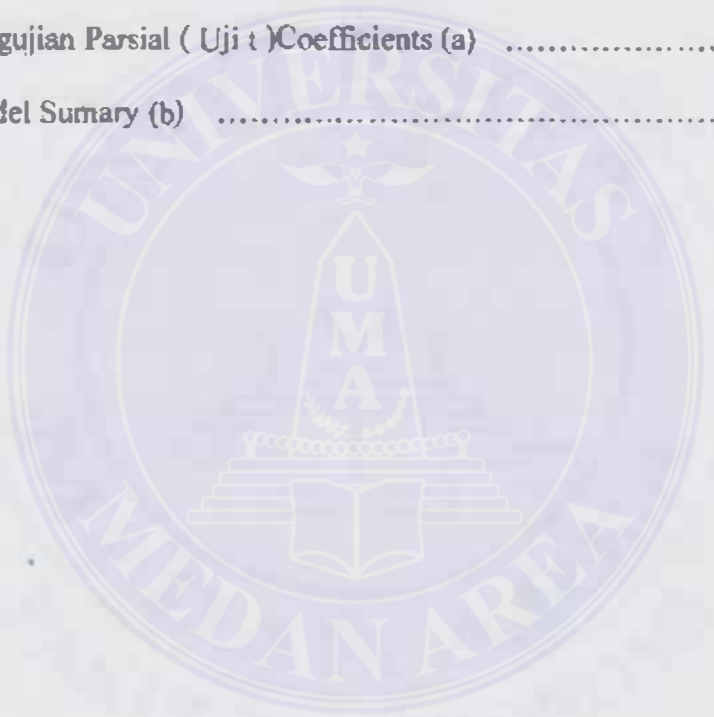 gujian Parsial ( Uji t )Coefficients (a) ........................
del Sumary (b) ......................................................
UNIVERSITAS
U
M
A
MEDAN AREA